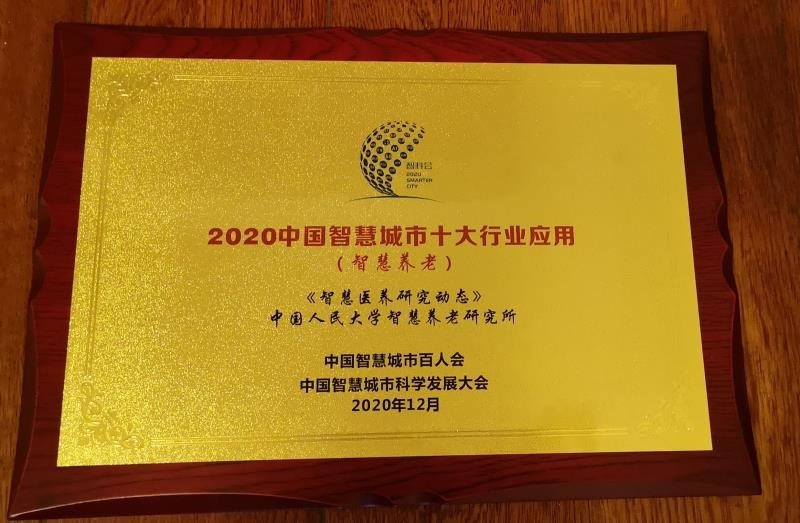 智科会
2020
SMARTER
CITY
2020中国智慧城市十大行业应用
（智慧养老）
《智慧医养研究动态》
中国人民大学智慧养老研究所
中国智慧城市百人会
中国智慧城市科学发展大会
2020年12月